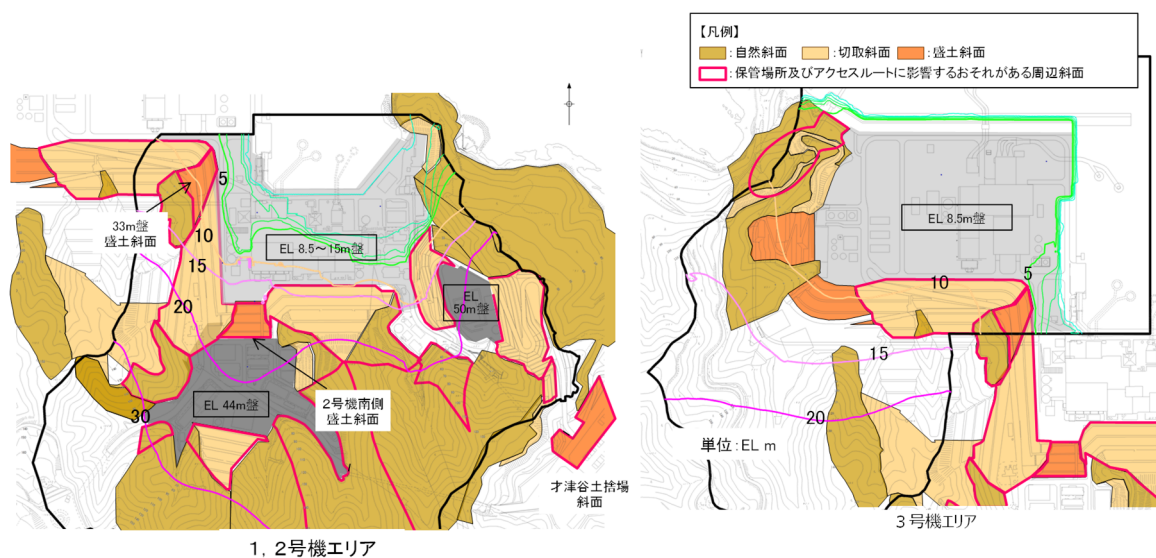 【凡例】
:自然斜面 :切取斜面 :盛土斜面
:保管場所及びアクセスルートに影響するおそれがある周辺斜面
5
33m盤
盛土斜面
10
EL 8.5～15m盤
15
20
EL
50m盤
EL 44m盤
30
2号機南側
盛土斜面
才津谷土捨場
斜面
1，2号機エリア
EL 8.5m盤
5
10
15
20
単位:EL m
3号機エリア